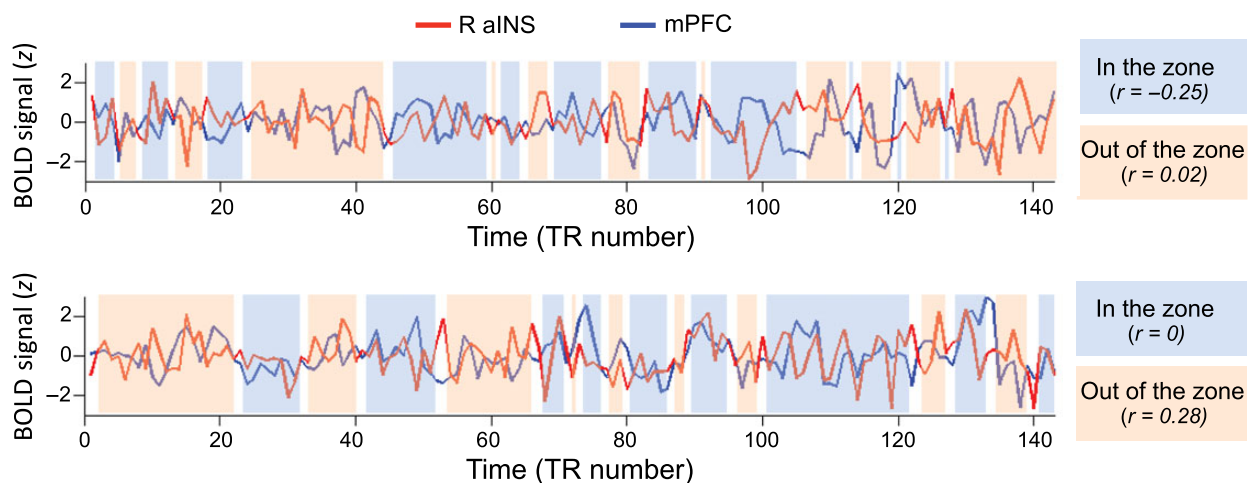 R aINS mPFC
BOLD signal (z)
2
0
–2
0 20 40 60 80 100 120 140
Time (TR number)
In the zone
(r = –0.25)
Out of the zone
(r = 0.02)
BOLD signal (z)
2
0
–2
0 20 40 60 80 100 120 140
Time (TR number)
In the zone
(r = 0)
Out of the zone
(r = 0.28)